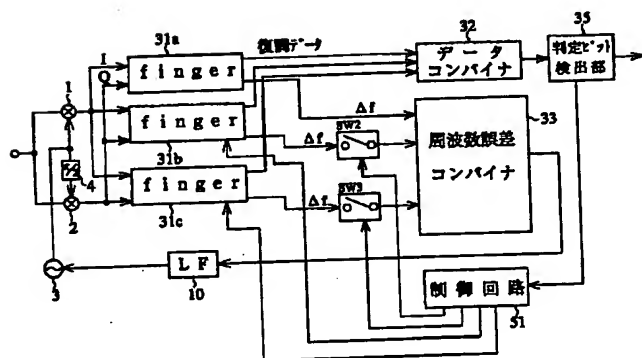 31a
I
Q
finger
復調データ
32
データ
コンバイナ
35
判定ビット
検出部
1
finger
31b
Δf
Δf
SW2
33
周波数誤差
コンバイナ
π/2
4
finger
31c
Δf
SW3
2
3
LF
10
制御回路
51